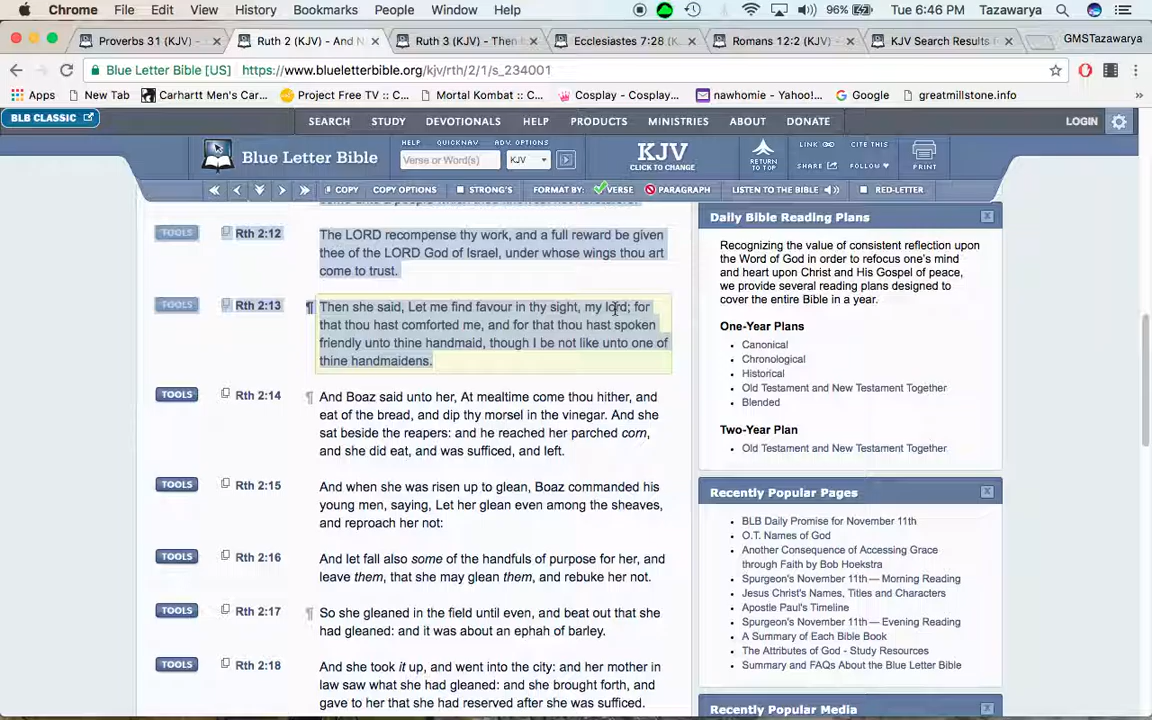 Chrome File Edit View History Bookmarks People Window Help 96% Tue 6:46 PM Tazawarya
Proverbs 31 (KJV) Ruth 2 (KJV) - And N Ruth 3 (KJV) - Then Ecclesiastes 7:28 (KJV) Romans 12:2 (KJV) KJV Search Results GMSTazawarya
Blue Letter Bible [US] https://www.blueletterbible.org/kjv/rth/2/1/s_234001
Apps New Tab Carhartt Men's Car... Project Free TV :: C... Mortal Kombat :: C... Cosplay - Cosplay... nawhomie - Yahoo!... Google greatmillstone.info »
BLB CLASSIC SEARCH STUDY DEVOTIONALS HELP PRODUCTS MINISTRIES ABOUT DONATE LOGIN
Blue Letter Bible
HELP QUICKNAV ADV. OPTIONS
Verse or Word(s) KJV
KJV
CLICK TO CHANGE
RETURN
TO TOP
LINK CITE THIS
SHARE FOLLOW
PRINT
COPY COPY OPTIONS STRONG'S FORMAT BY: VERSE PARAGRAPH LISTEN TO THE BIBLE RED-LETTER
TOOLS Rth 2:12 The LORD recompense thy work, and a full reward be given
thee of the LORD God of Israel, under whose wings thou art
come to trust.
TOOLS Rth 2:13 ¶ Then she said, Let me find favour in thy sight, my lord; for
that thou hast comforted me, and for that thou hast spoken
friendly unto thine handmaid, though I be not like unto one of
thine handmaidens.
TOOLS Rth 2:14 ¶ And Boaz said unto her, At mealtime come thou hither, and
eat of the bread, and dip thy morsel in the vinegar. And she
sat beside the reapers: and he reached her parched corn,
and she did eat, and was sufficed, and left.
TOOLS Rth 2:15 And when she was risen up to glean, Boaz commanded his
young men, saying, Let her glean even among the sheaves,
and reproach her not:
TOOLS Rth 2:16 And let fall also some of the handfuls of purpose for her, and
leave them, that she may glean them, and rebuke her not.
TOOLS Rth 2:17 ¶ So she gleaned in the field until even, and beat out that she
had gleaned: and it was about an ephah of barley.
TOOLS Rth 2:18 And she took it up, and went into the city: and her mother in
law saw what she had gleaned: and she brought forth, and
gave to her that she had reserved after she was sufficed.
Daily Bible Reading Plans
Recognizing the value of consistent reflection upon
the Word of God in order to refocus one's mind
and heart upon Christ and His Gospel of peace,
we provide several reading plans designed to
cover the entire Bible in a year.
One-Year Plans
Canonical
Chronological
Historical
Old Testament and New Testament Together
Blended
Two-Year Plan
Old Testament and New Testament Together
Recently Popular Pages
BLB Daily Promise for November 11th
O.T. Names of God
Another Consequence of Accessing Grace
through Faith by Bob Hoekstra
Spurgeon's November 11th — Morning Reading
Jesus Christ's Names, Titles and Characters
Apostle Paul's Timeline
Spurgeon's November 11th — Evening Reading
A Summary of Each Bible Book
The Attributes of God - Study Resources
Summary and FAQs About the Blue Letter Bible
Recently Popular Media